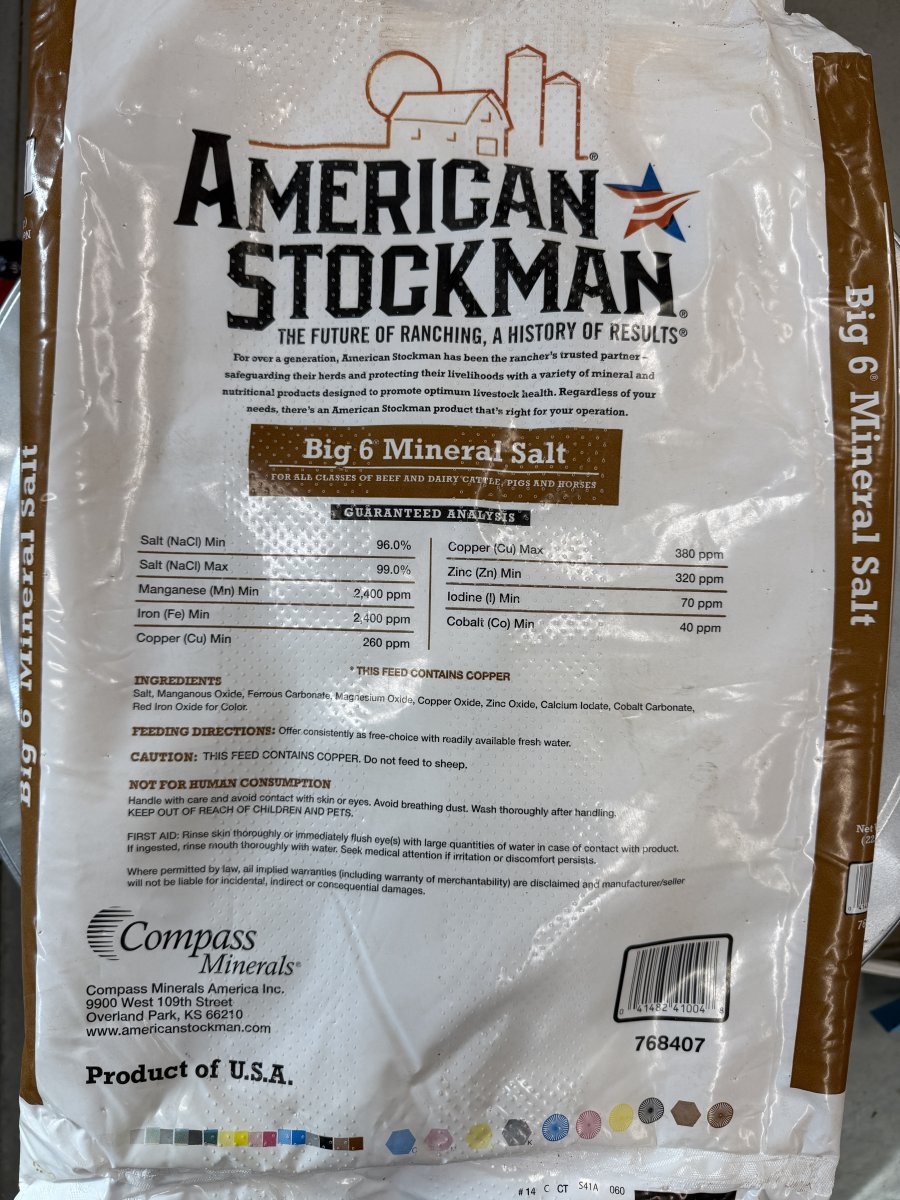 AMERICAN
STOCKMAN®
THE FUTURE OF RANCHING, A HISTORY OF RESULTS®
For over a generation, American Stockman has been the rancher's trusted partner –
safeguarding their herds and protecting their livelihoods with a variety of mineral and
nutritional products designed to promote optimum livestock health. Regardless of your
needs, there's an American Stockman product that's right for your operation.
Big 6® Mineral Salt
FOR ALL CLASSES OF BEEF AND DAIRY CATTLE, PIGS AND HORSES
GUARANTEED ANALYSIS
Salt (NaCl) Min 96.0%
Salt (NaCl) Max 99.0%
Manganese (Mn) Min 2,400 ppm
Iron (Fe) Min 2,400 ppm
Copper (Cu) Min 260 ppm
Copper (Cu) Max 380 ppm
Zinc (Zn) Min 320 ppm
Iodine (I) Min 70 ppm
Cobalt (Co) Min 40 ppm
* THIS FEED CONTAINS COPPER
INGREDIENTS
Salt, Manganous Oxide, Ferrous Carbonate, Magnesium Oxide, Copper Oxide, Zinc Oxide, Calcium Iodate, Cobalt Carbonate,
Red Iron Oxide for Color.
FEEDING DIRECTIONS: Offer consistently as free-choice with readily available fresh water.
CAUTION: THIS FEED CONTAINS COPPER. Do not feed to sheep.
NOT FOR HUMAN CONSUMPTION
Handle with care and avoid contact with skin or eyes. Avoid breathing dust. Wash thoroughly after handling.
KEEP OUT OF REACH OF CHILDREN AND PETS.
FIRST AID: Rinse skin thoroughly or immediately flush eye(s) with large quantities of water in case of contact with product.
If ingested, rinse mouth thoroughly with water. Seek medical attention if irritation or discomfort persists.
Where permitted by law, all implied warranties (including warranty of merchantability) are disclaimed and manufacturer/seller
will not be liable for incidental, indirect or consequential damages.
Compass
Minerals®
Compass Minerals America Inc.
9900 West 109th Street
Overland Park, KS 66210
www.americanstockman.com
Product of U.S.A.
0 41482 41004 8
768407
#14 C CT S41A 060
Big 6® Mineral Salt
Net
(22
Big 6 Mineral Salt